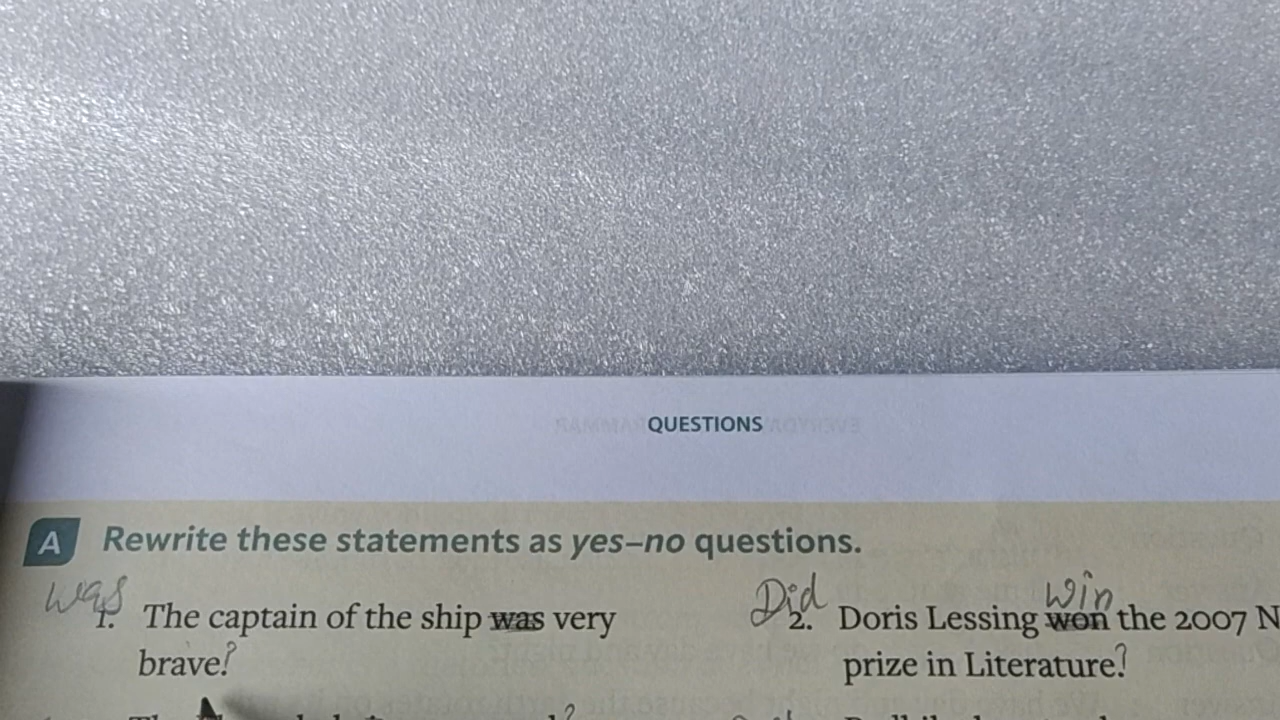 QUESTIONS
A Rewrite these statements as yes–no questions.
was Did win
1. The captain of the ship was very
brave?
2. Doris Lessing won the 2007 N
prize in Literature?